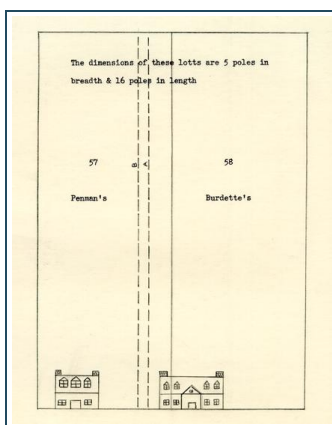 The dimensions of these lotts are 5 poles in
breadth & 16 poles in length
57 B A 58
Penman's Burdette's